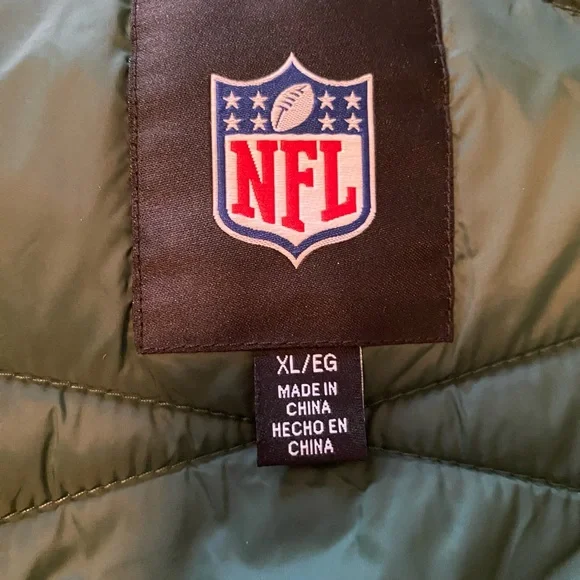 NFL
XL/EG
MADE IN
CHINA
HECHO EN
CHINA